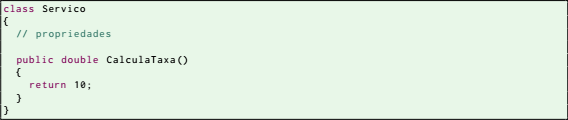 class Servico
{
  // propriedades

  public double CalculaTaxa()
  {
    return 10;
  }
}